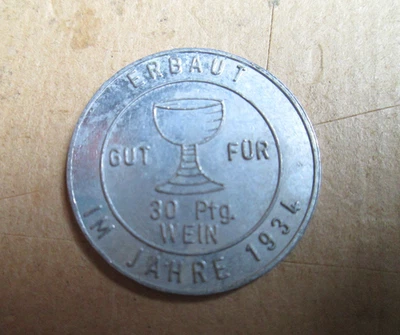 ERBAUT
GUT FÜR
30 Pfg.
WEIN
IM JAHRE 1934